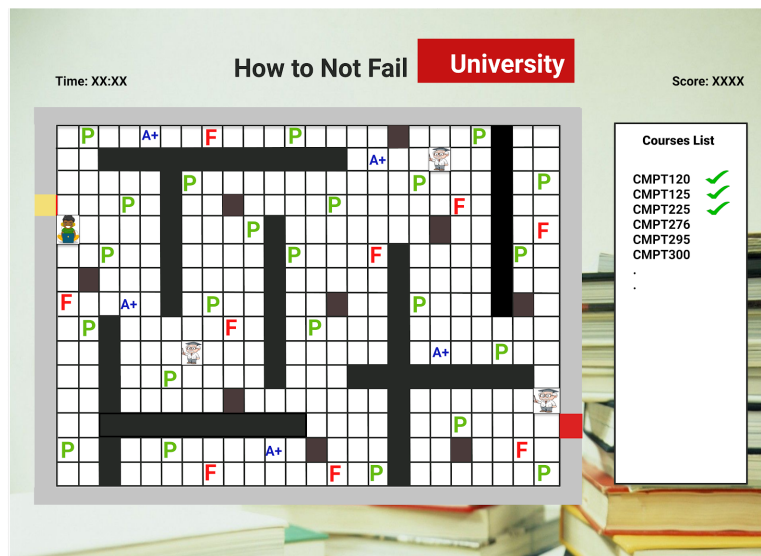 How to Not Fail University
Time: XX:XX
Score: XXXX
P A+ F P P
A+
P P P
P P F
P F
P P F P
F A+ P P
P F P
A+ P
P
P
P P A+ F
F F P P
Courses List
CMPT120
CMPT125
CMPT225
CMPT276
CMPT295
CMPT300
.
.